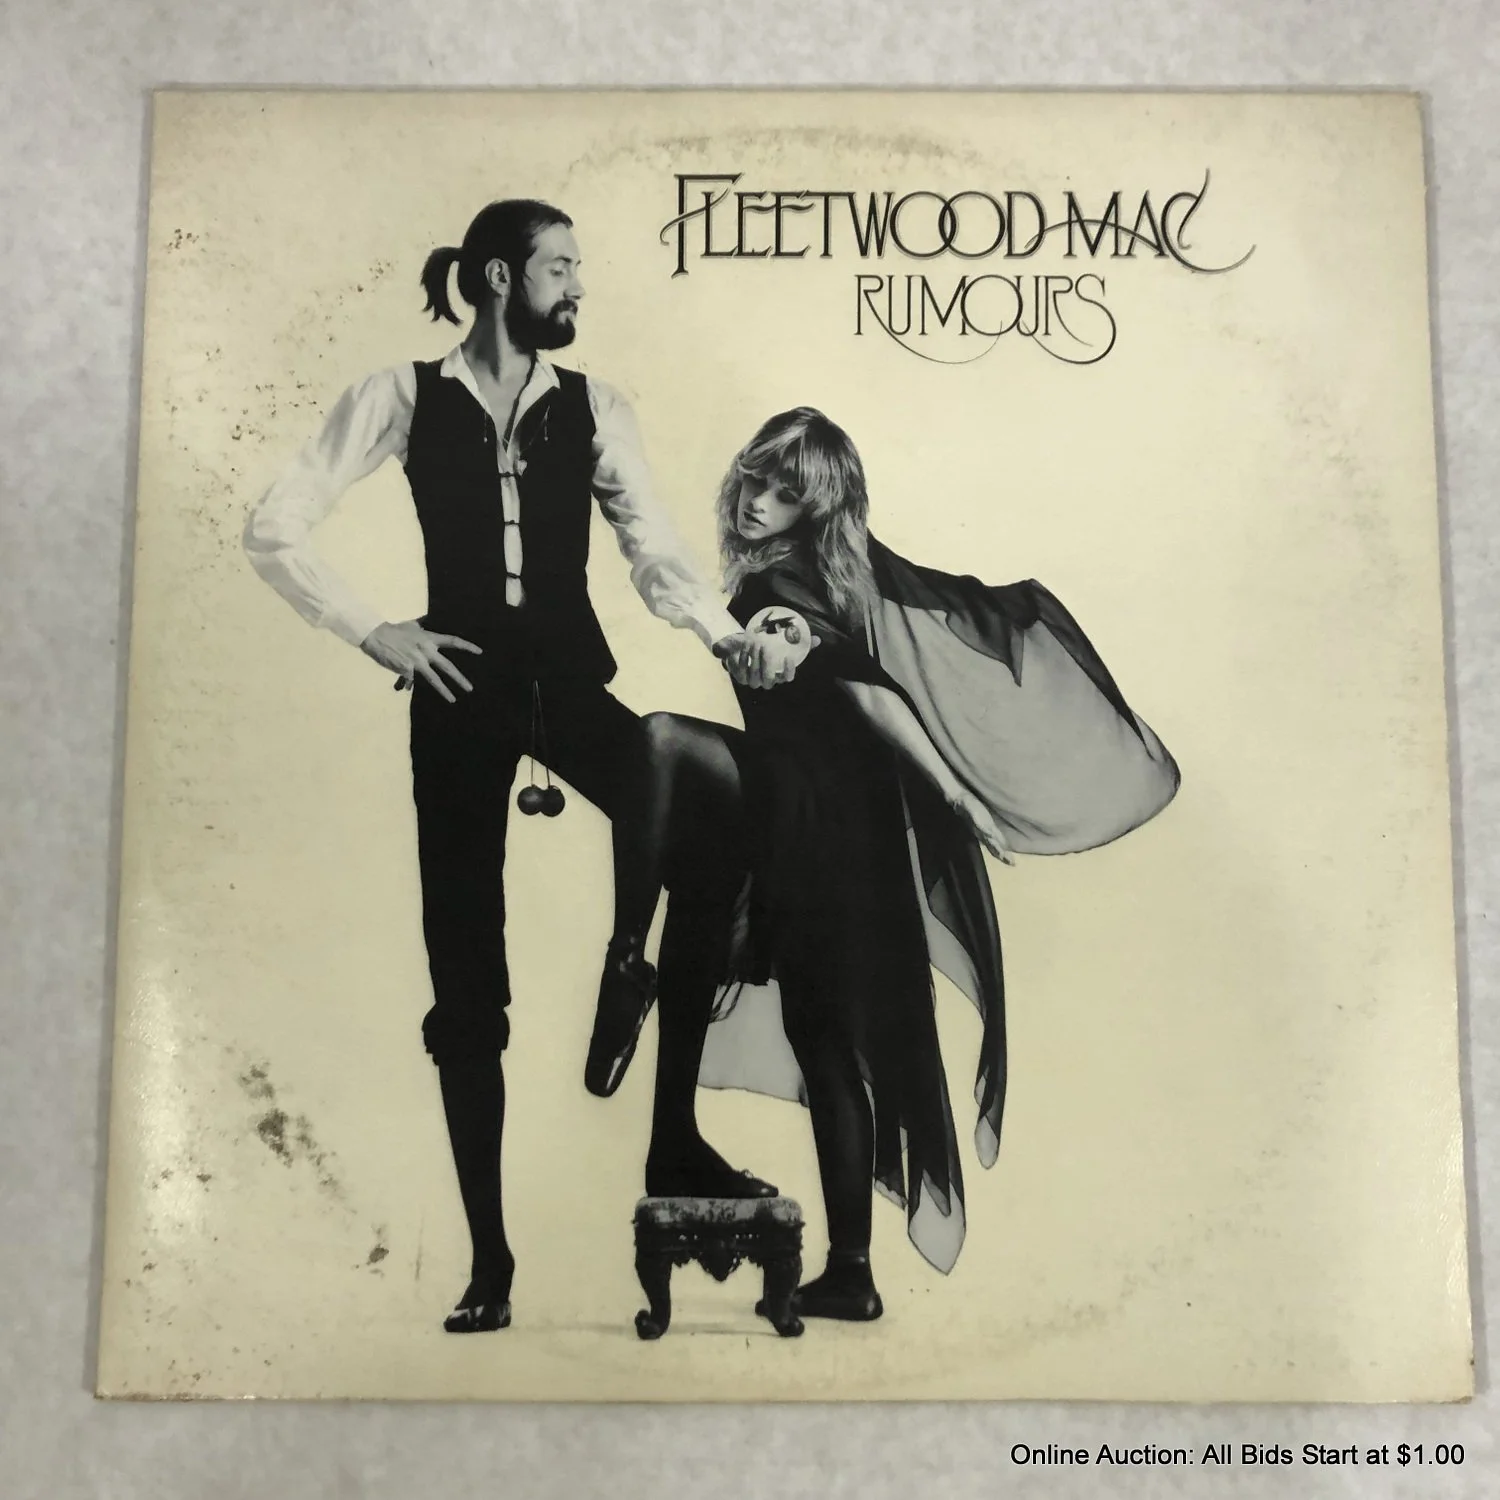 FLEETWOOD MAC
RUMOURS
Online Auction: All Bids Start at $1.00